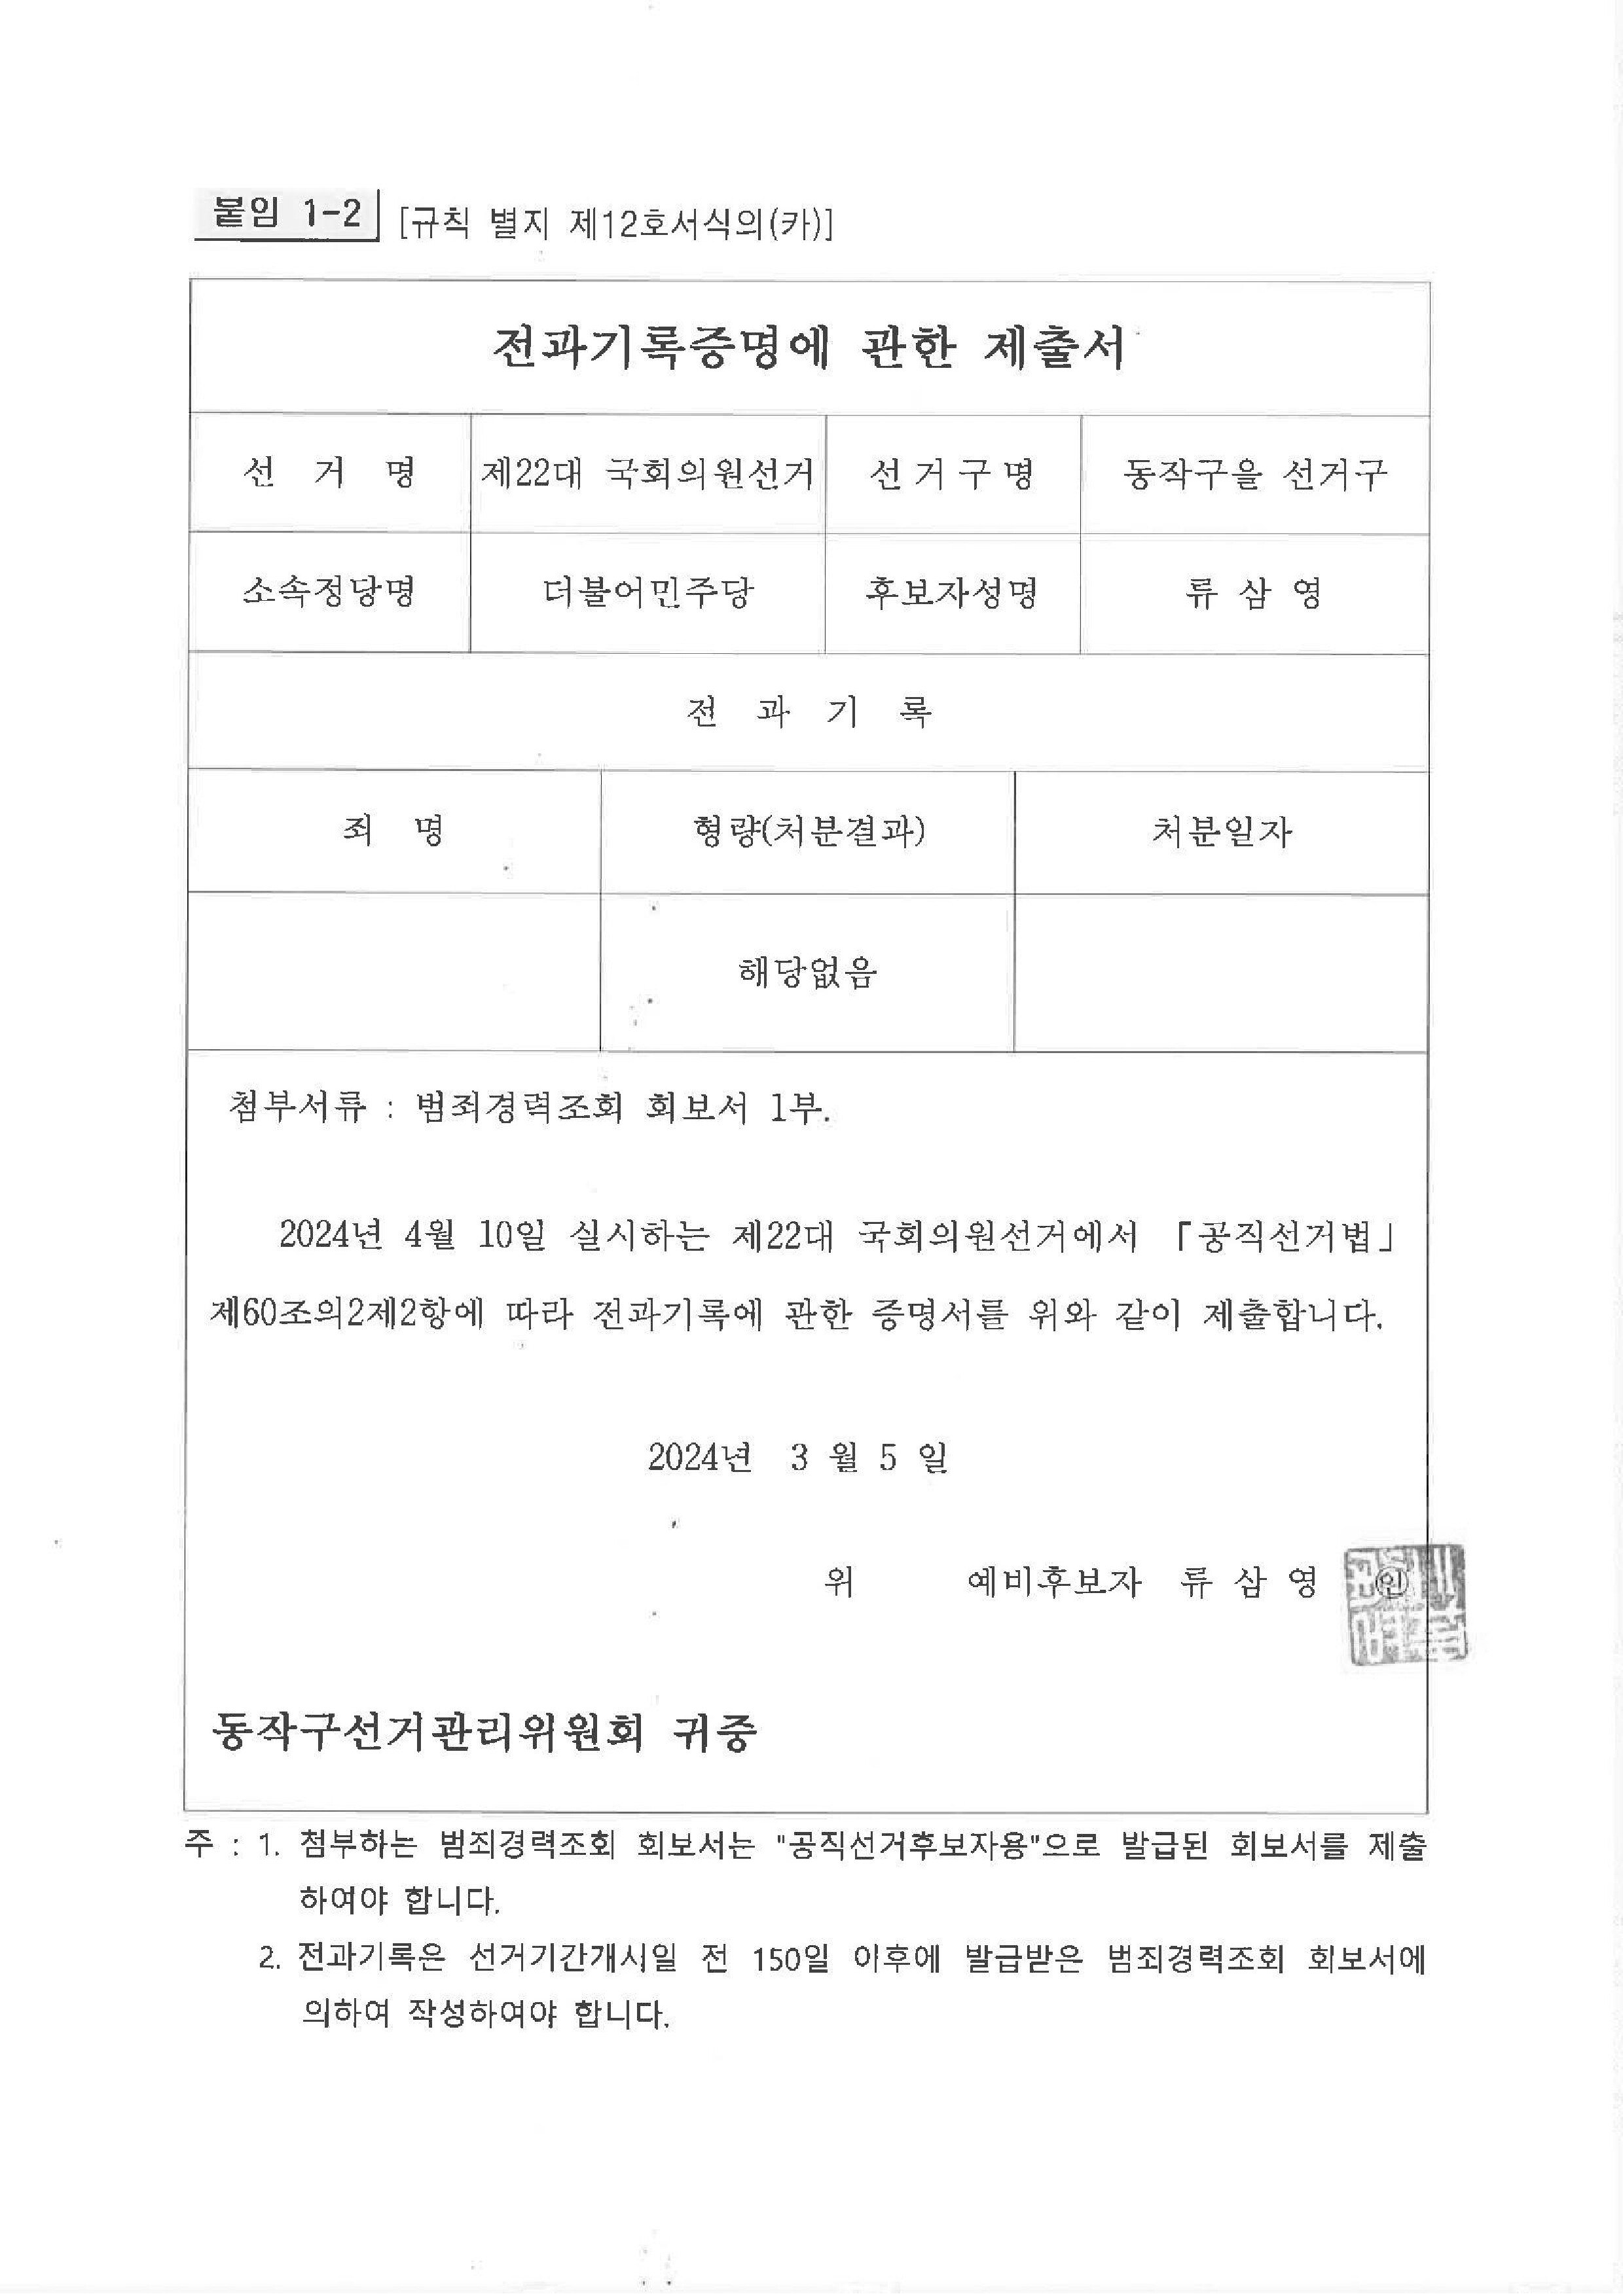 붙임 1-2 [규칙 별지 제12호서식의(카)]
전과기록증명에 관한 제출서
선 거 명 제22대 국회의원선거 선거구명 동작구을 선거구
소속정당명 더불어민주당 후보자성명 류 삼 영
전 과 기 록
죄 명 형량(처분결과) 처분일자
해당없음
첨부서류 : 범죄경력조회 회보서 1부.
2024년 4월 10일 실시하는 제22대 국회의원선거에서 「공직선거법」
제60조의2제2항에 따라 전과기록에 관한 증명서를 위와 같이 제출합니다.
2024년 3 월 5 일
위 예비후보자 류 삼 영 인
동작구선거관리위원회 귀중
주 : 1. 첨부하는 범죄경력조회 회보서는 "공직선거후보자용"으로 발급된 회보서를 제출
하여야 합니다.
2. 전과기록은 선거기간개시일 전 150일 이후에 발급받은 범죄경력조회 회보서에
의하여 작성하여야 합니다.